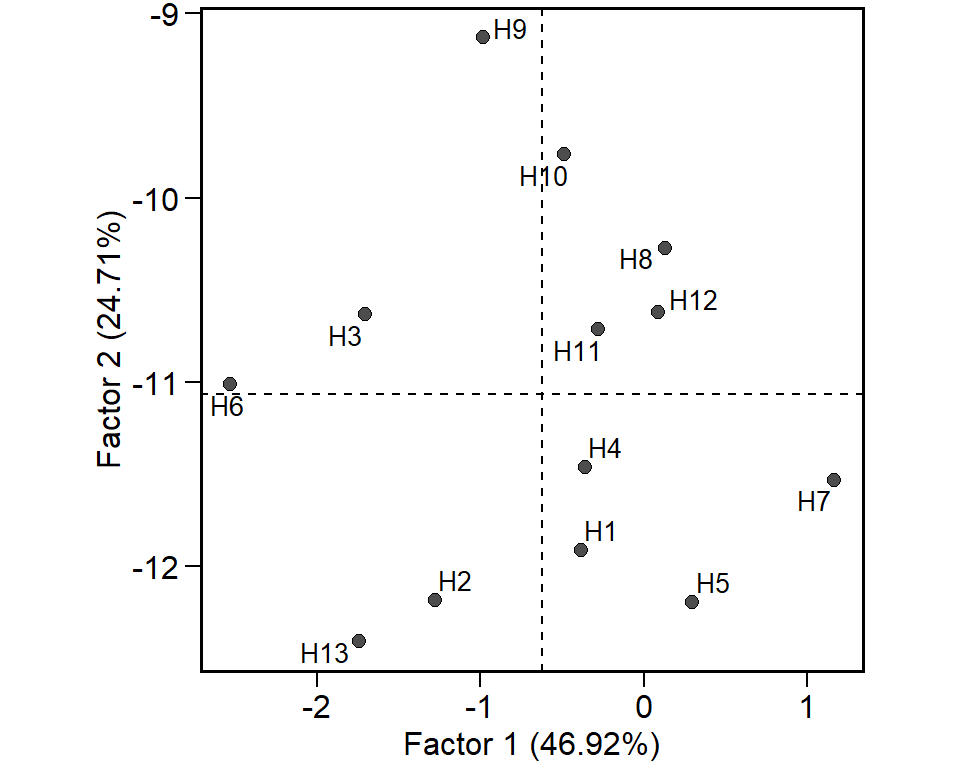 -9
H9
H10
-10
H8
H12
H3
H11
-11
H6
H4
H7
H1
-12
H2
H5
H13
Factor 2 (24.71%)
-2
-1
0
1
Factor 1 (46.92%)